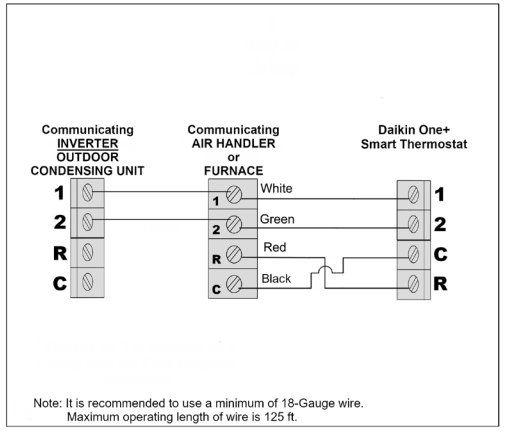 Communicating
INVERTER
OUTDOOR
CONDENSING UNIT
1
2
R
C
Communicating
AIR HANDLER
or
FURNACE
1
2
R
C
White
Green
Red
Black
Daikin One+
Smart Thermostat
1
2
C
R
Note: It is recommended to use a minimum of 18-Gauge wire.
Maximum operating length of wire is 125 ft.